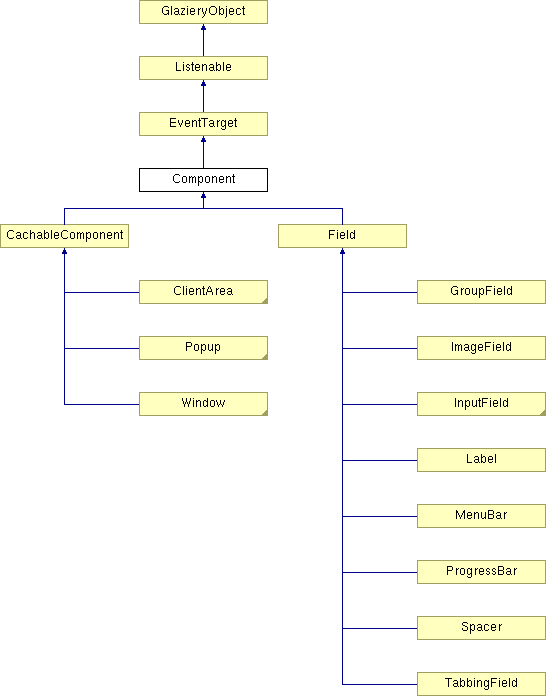 GlazieryObject
Listenable
EventTarget
Component
CachableComponent
Field
ClientArea
GroupField
Popup
ImageField
Window
InputField
Label
MenuBar
ProgressBar
Spacer
TabbingField